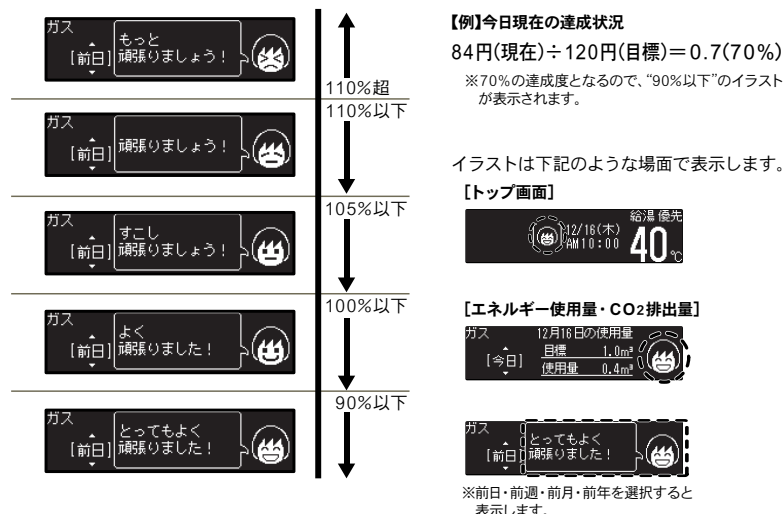 ガス
もっと
[前日]
頑張りましょう！
110%超
110%以下
ガス
[前日]
頑張りましょう！
105%以下
ガス
すこし
[前日]
頑張りましょう！
100%以下
ガス
よく
[前日]
頑張りました！
90%以下
ガス
とってもよく
[前日]
頑張りました！
【例】今日現在の達成状況
84円(現在)÷120円(目標)＝0.7(70%)
※70%の達成度となるので、“90%以下”のイラスト
が表示されます。
イラストは下記のような場面で表示します。
[トップ画面]
給湯 優先
12/16(木)
AM10:00
40℃
[エネルギー使用量・CO2排出量]
ガス
12月16日の使用量
[今日]
目標 1.0m³
使用量 0.4m³
ガス
とってもよく
[前日]
頑張りました！
※前日・前週・前月・前年を選択すると
表示します。